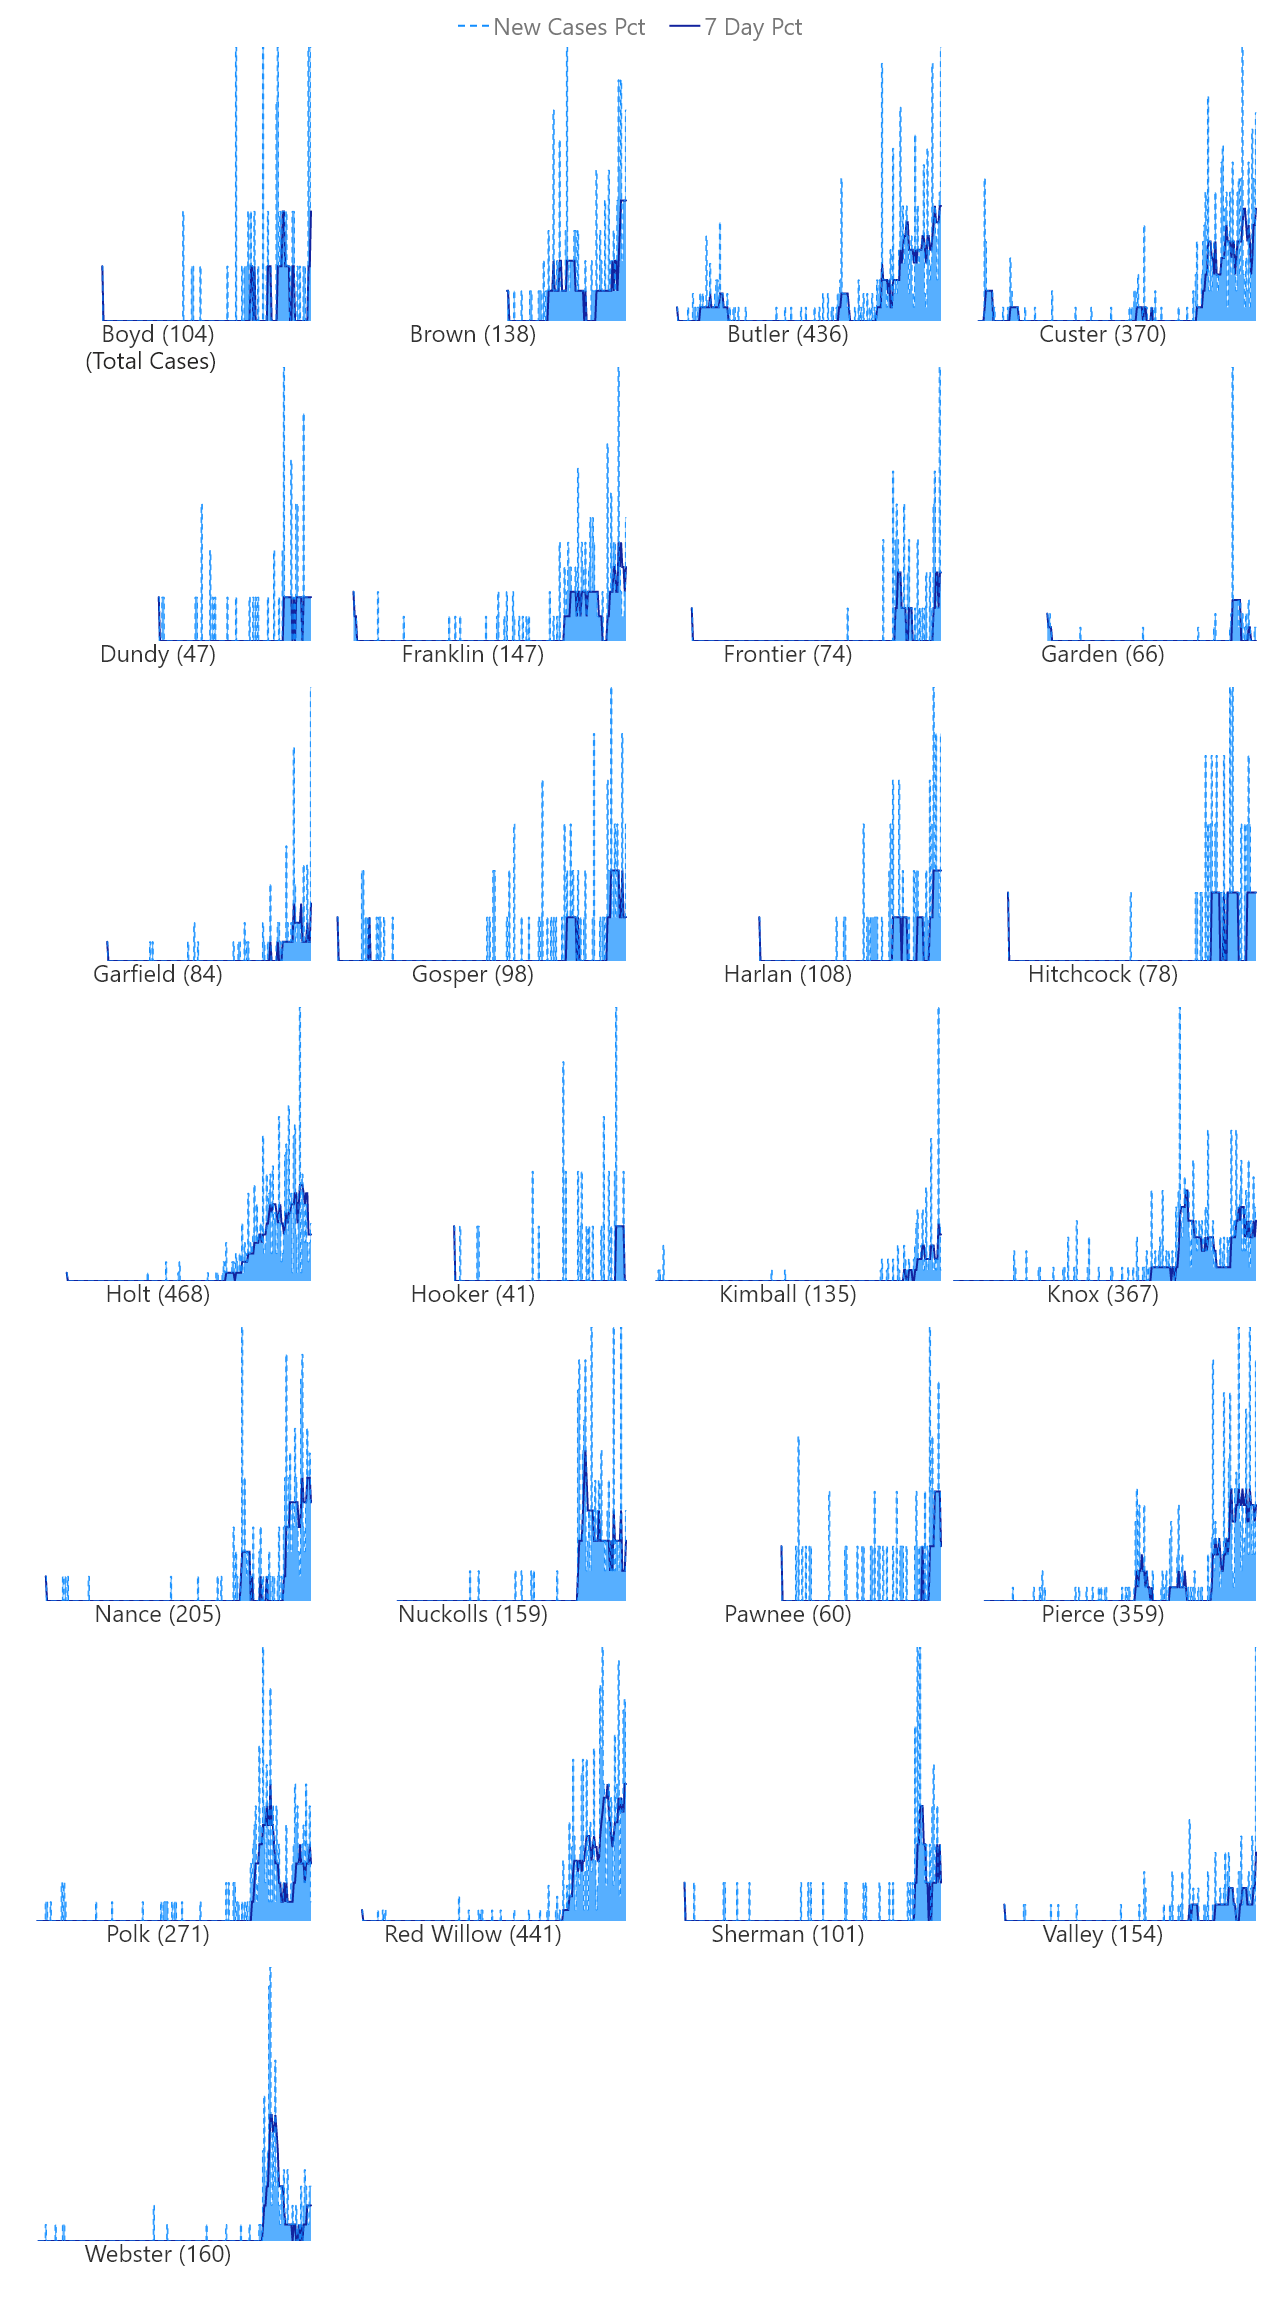 New Cases Pct 7 Day Pct
Boyd (104)
(Total Cases)
Brown (138)
Butler (436)
Custer (370)
Dundy (47)
Franklin (147)
Frontier (74)
Garden (66)
Garfield (84)
Gosper (98)
Harlan (108)
Hitchcock (78)
Holt (468)
Hooker (41)
Kimball (135)
Knox (367)
Nance (205)
Nuckolls (159)
Pawnee (60)
Pierce (359)
Polk (271)
Red Willow (441)
Sherman (101)
Valley (154)
Webster (160)